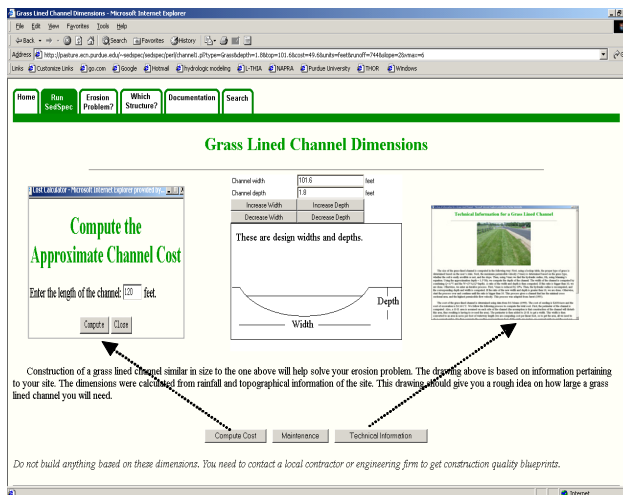 Grass Lined Channel Dimensions - Microsoft Internet Explorer
File Edit View Favorites Tools Help
Back Search Favorites History
Address http://pasture.ecn.purdue.edu/~sedspec/sedspec/perl/channel1.pl?type=Grass&depth=1.8&top=101.6&cost=49.6&units=feet&runoff=744&slope=2&vmax=6
Links Customize Links go.com Google Hotmail hydrologic modeling L-THIA NAPRA Purdue University THOR Windows
Home Run SedSpec Erosion Problem? Which Structure? Documentation Search
Grass Lined Channel Dimensions
Cost Calculator - Microsoft Internet Explorer provided by
Compute the
Approximate Channel Cost
Enter the length of the channel: 120 feet.
Compute Close
Channel width 101.6 feet
Channel depth 1.8 feet
Increase Width Increase Depth
Decrease Width Decrease Depth
These are design widths and depths.
Depth
Width
Technical Information for a Grass Lined Channel
Construction of a grass lined channel similar in size to the one above will help solve your erosion problem. The drawing above is based on information pertaining
to your site. The dimensions were calculated from rainfall and topographical information of the site. This drawing should give you a rough idea on how large a grass
lined channel you will need.
Compute Cost Maintenance Technical Information
Do not build anything based on these dimensions. You need to contact a local contractor or engineering firm to get construction quality blueprints.
Internet